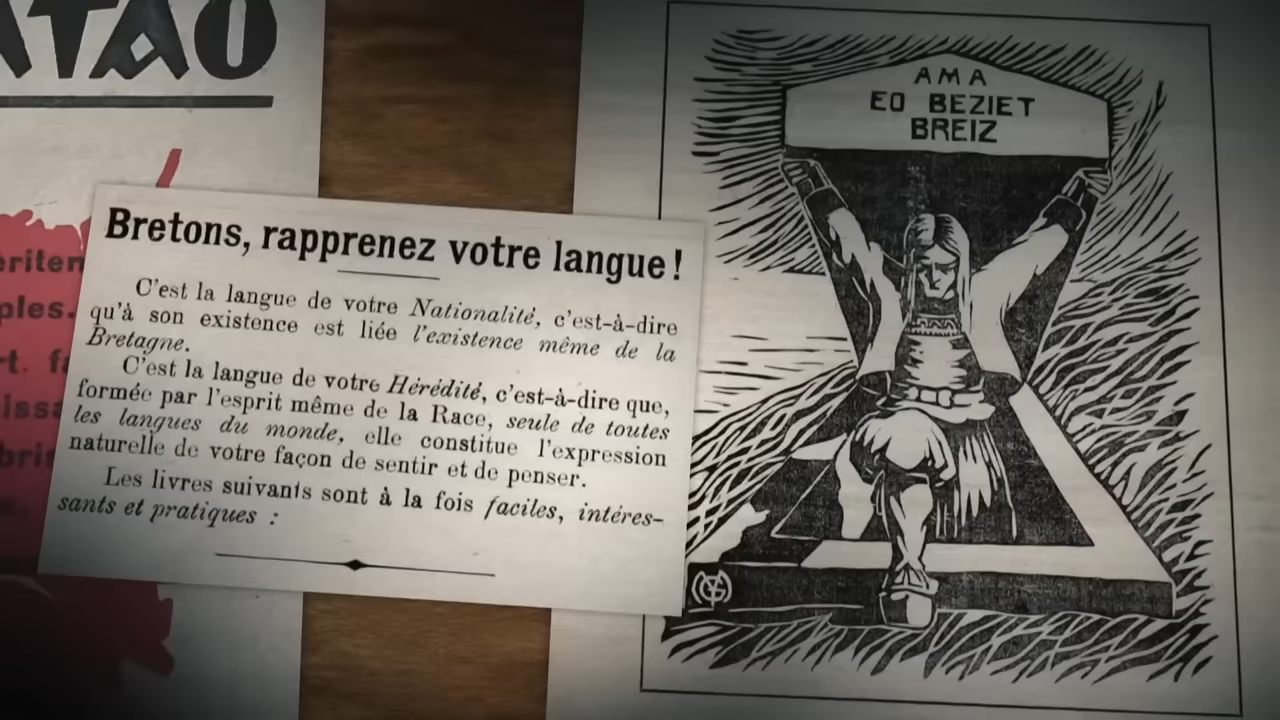 ATAO
Bretons, rapprenez votre langue !
C'est la langue de votre Nationalité, c'est-à-dire
qu'à son existence est liée l'existence même de la
Bretagne.
C'est la langue de votre Hérédité, c'est-à-dire que,
formée par l'esprit même de la Race, seule de toutes
les langues du monde, elle constitue l'expression
naturelle de votre façon de sentir et de penser.
Les livres suivants sont à la fois faciles, intéres-
sants et pratiques :
AMA
EO BEZIET
BREIZ